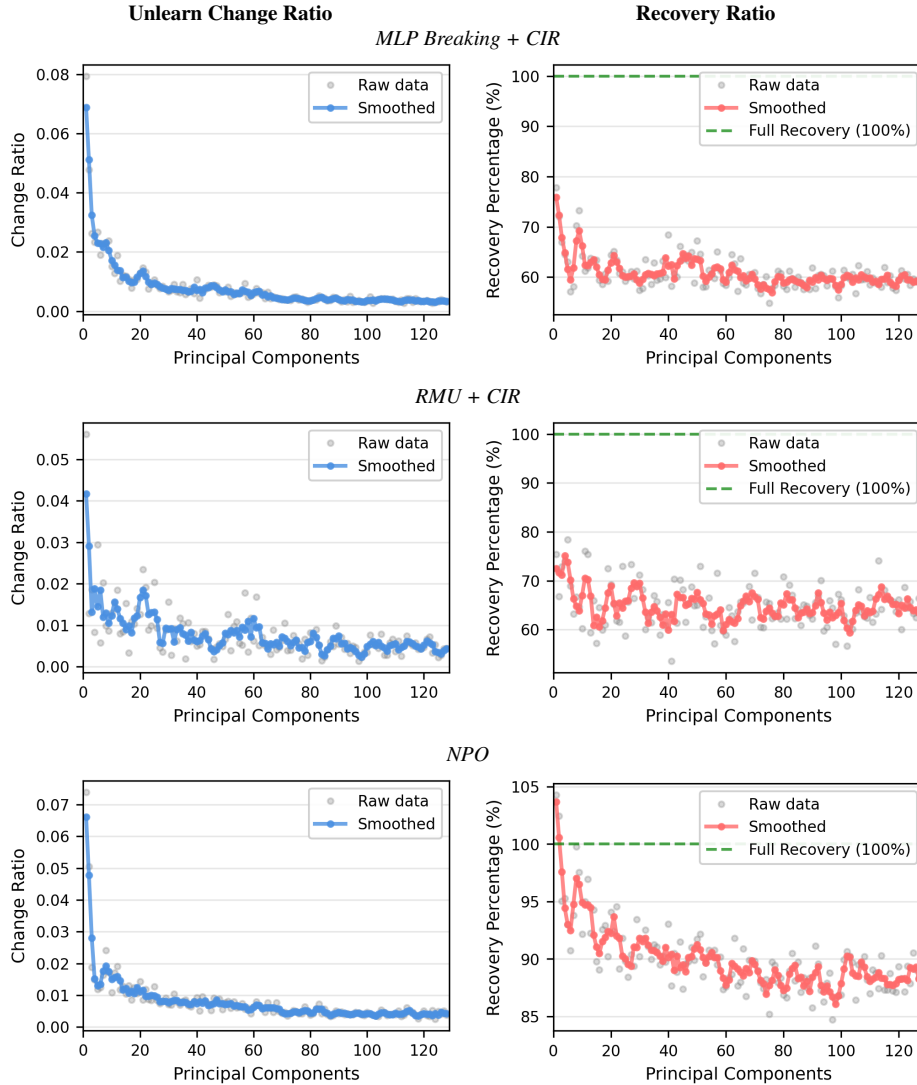 Unlearn Change Ratio
Recovery Ratio
MLP Breaking + CIR
Change Ratio
0.08
0.06
0.04
0.02
0.00
Raw data
Smoothed
0 20 40 60 80 100 120
Principal Components
Recovery Percentage (%)
100
90
80
70
60
Raw data
Smoothed
Full Recovery (100%)
0 20 40 60 80 100 120
Principal Components
RMU + CIR
Change Ratio
0.05
0.04
0.03
0.02
0.01
0.00
Raw data
Smoothed
0 20 40 60 80 100 120
Principal Components
Recovery Percentage (%)
100
90
80
70
60
Raw data
Smoothed
Full Recovery (100%)
0 20 40 60 80 100 120
Principal Components
NPO
Change Ratio
0.07
0.06
0.05
0.04
0.03
0.02
0.01
0.00
Raw data
Smoothed
0 20 40 60 80 100 120
Principal Components
Recovery Percentage (%)
105
100
95
90
85
Raw data
Smoothed
Full Recovery (100%)
0 20 40 60 80 100 120
Principal Components